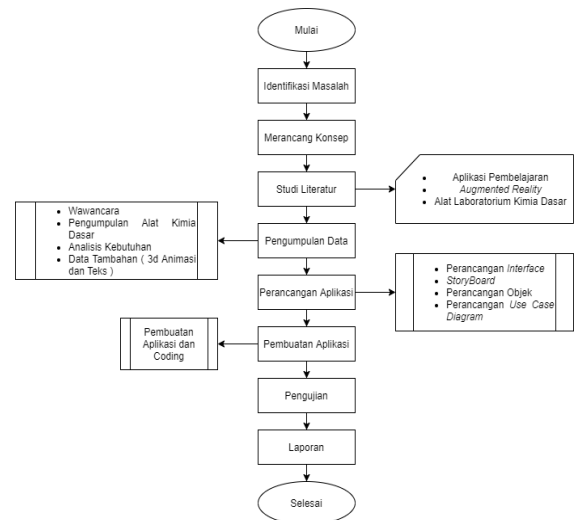 Mulai
Identifikasi Masalah
Merancang Konsep
Studi Literatur
• Aplikasi Pembelajaran
• Augmented Reality
• Alat Laboratorium Kimia Dasar
• Wawancara
• Pengumpulan Alat Kimia
Dasar
• Analisis Kebutuhan
• Data Tambahan ( 3d Animasi
dan Teks )
Pengumpulan Data
Perancangan Aplikasi
• Perancangan Interface
• StoryBoard
• Perancangan Objek
• Perancangan Use Case
Diagram
Pembuatan
Aplikasi dan
Coding
Pembuatan Aplikasi
Pengujian
Laporan
Selesai